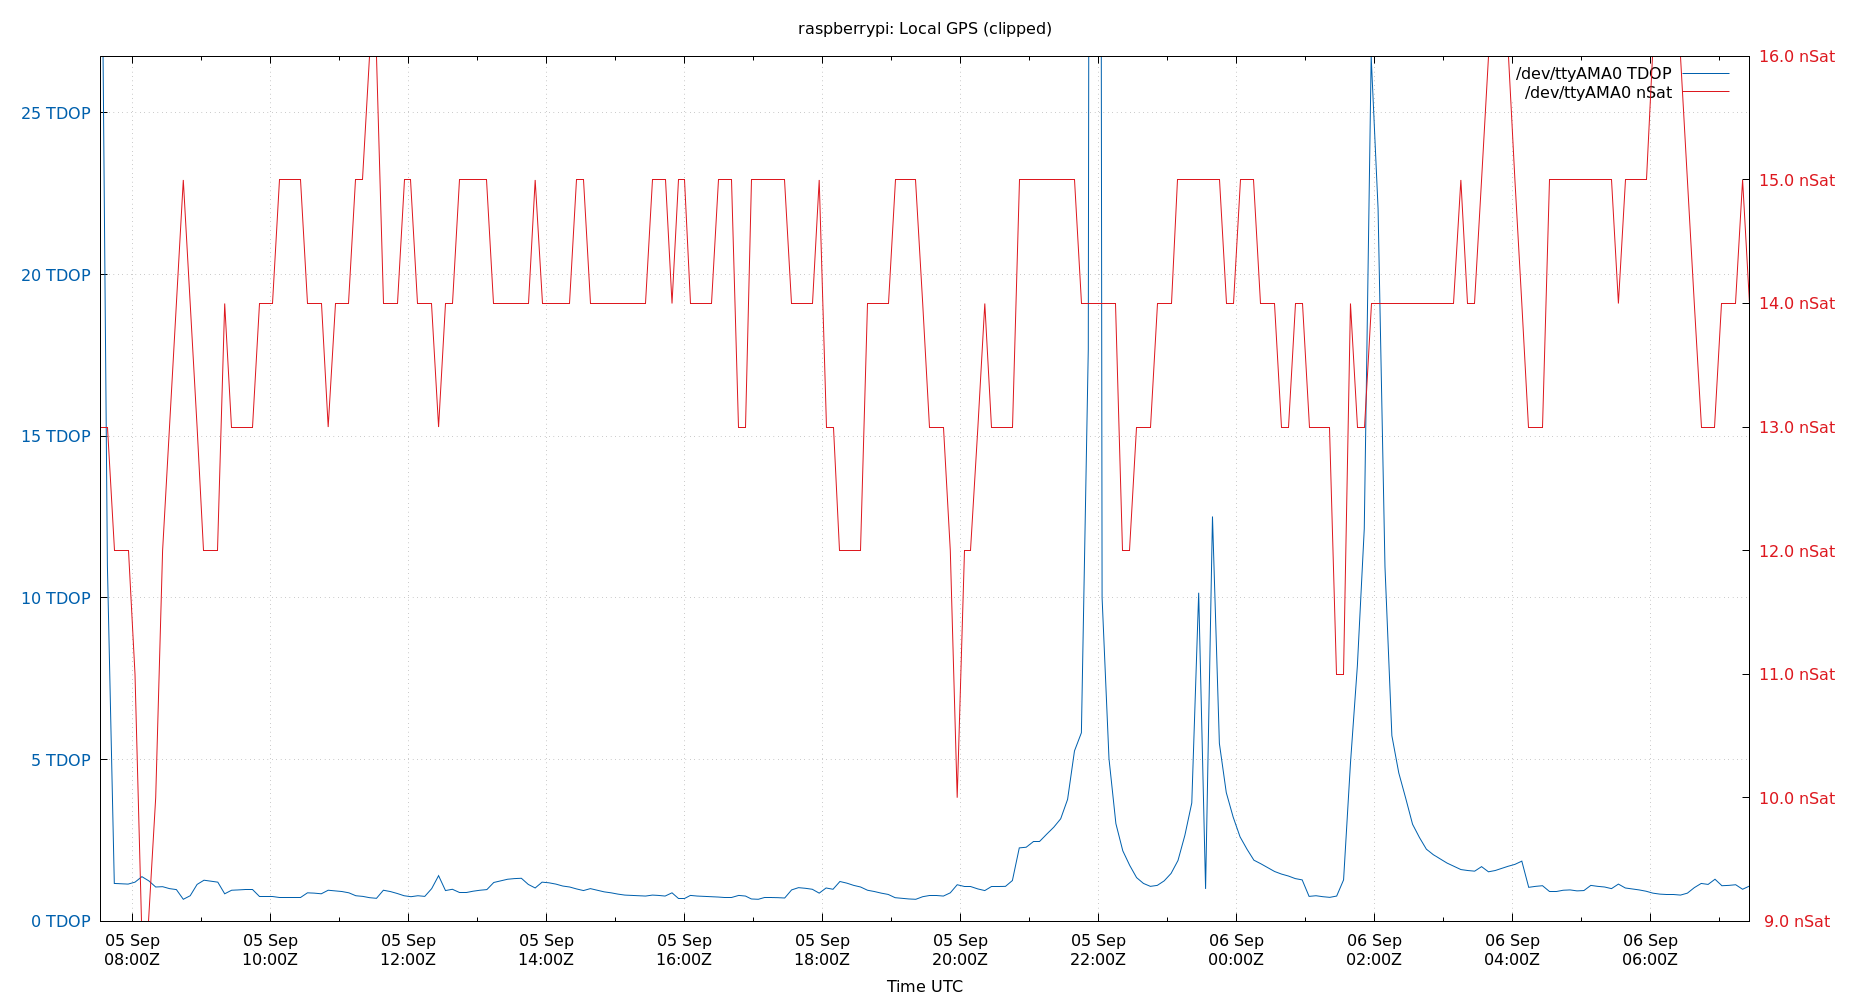 raspberrypi: Local GPS (clipped)
/dev/ttyAMA0 TDOP
/dev/ttyAMA0 nSat
25 TDOP
20 TDOP
15 TDOP
10 TDOP
5 TDOP
0 TDOP
16.0 nSat
15.0 nSat
14.0 nSat
13.0 nSat
12.0 nSat
11.0 nSat
10.0 nSat
9.0 nSat
05 Sep
08:00Z
05 Sep
10:00Z
05 Sep
12:00Z
05 Sep
14:00Z
05 Sep
16:00Z
05 Sep
18:00Z
05 Sep
20:00Z
05 Sep
22:00Z
06 Sep
00:00Z
06 Sep
02:00Z
06 Sep
04:00Z
06 Sep
06:00Z
Time UTC